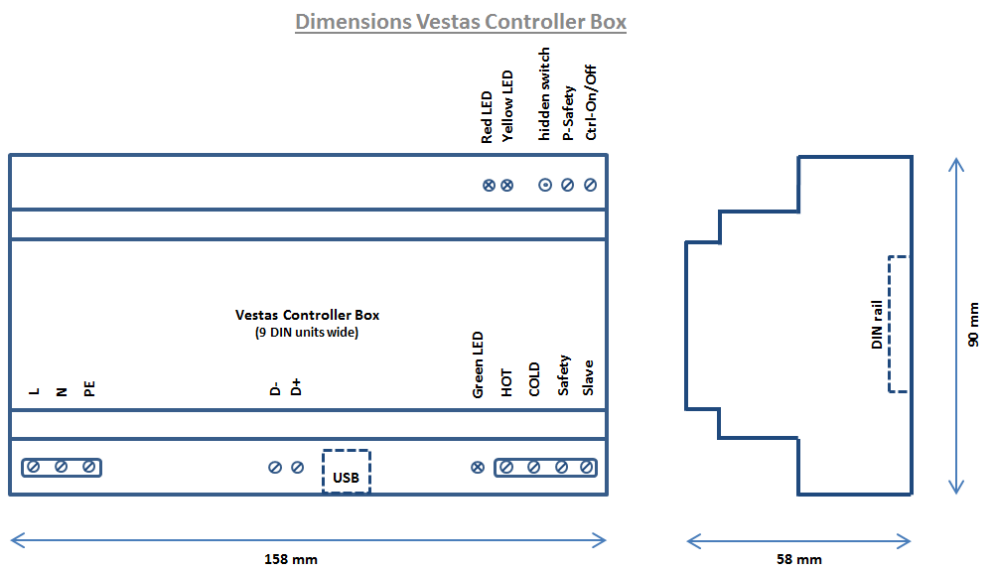 Dimensions Vestas Controller Box
Red LED
Yellow LED
hidden switch
P-Safety
Ctrl-On/Off
Vestas Controller Box
(9 DIN units wide)
L
N
PE
D-
D+
Green LED
HOT
COLD
Safety
Slave
USB
158 mm
DIN rail
90 mm
58 mm